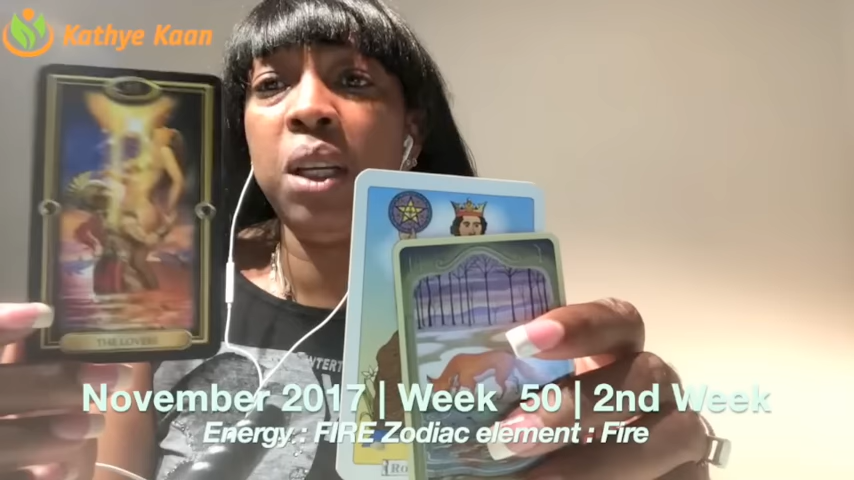 Kathye Kaan
THE LOVERS
November 2017 | Week 50 | 2nd Week
Energy : FIRE Zodiac element : Fire